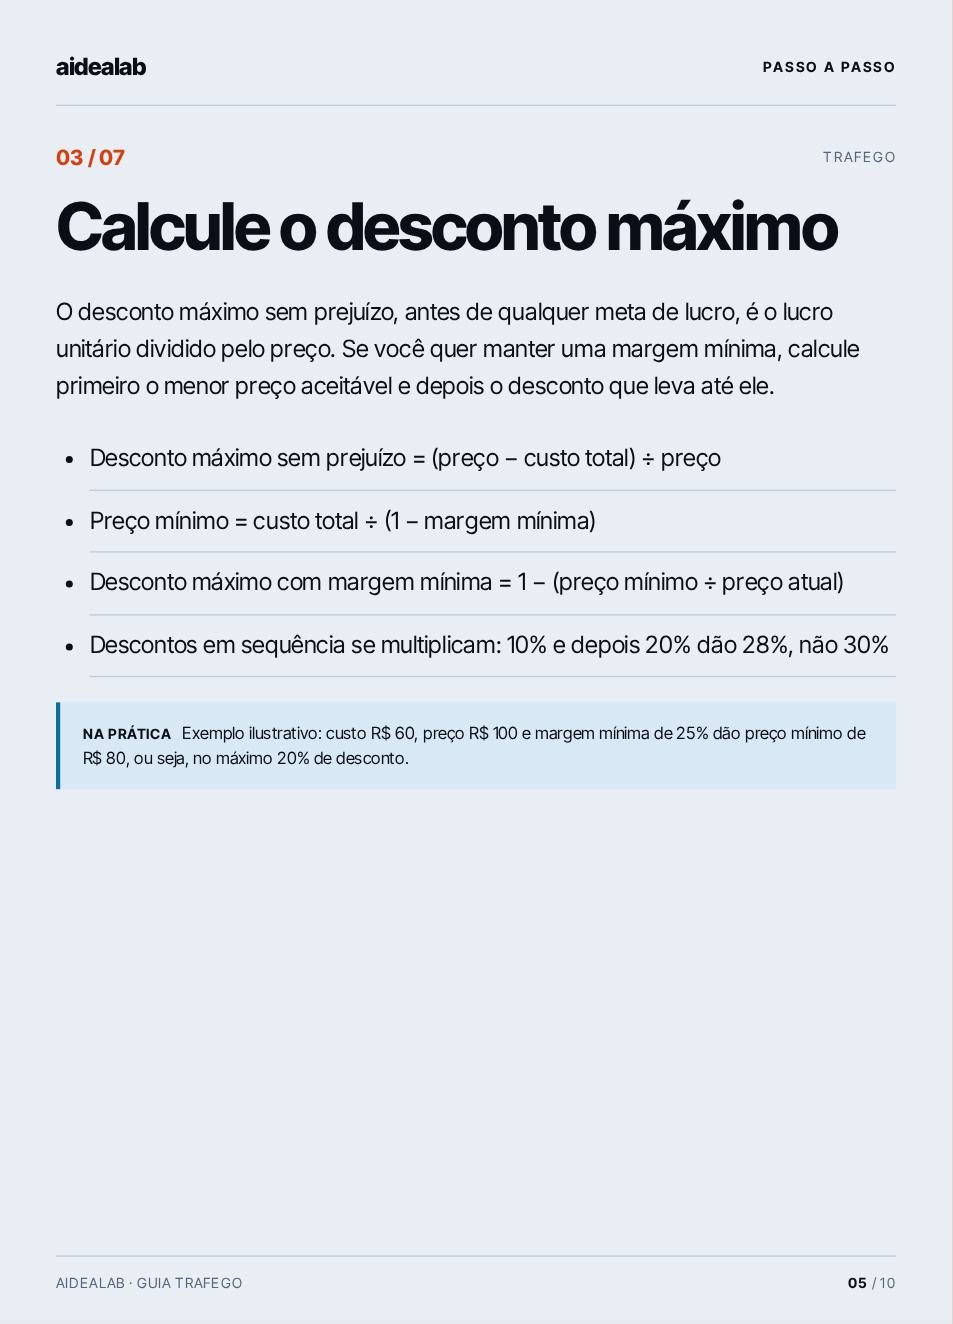 aidealab
PASSO A PASSO
03 / 07
TRAFEGO
Calcule o desconto máximo
O desconto máximo sem prejuízo, antes de qualquer meta de lucro, é o lucro
unitário dividido pelo preço. Se você quer manter uma margem mínima, calcule
primeiro o menor preço aceitável e depois o desconto que leva até ele.
• Desconto máximo sem prejuízo = (preço − custo total) ÷ preço
• Preço mínimo = custo total ÷ (1 − margem mínima)
• Desconto máximo com margem mínima = 1 − (preço mínimo ÷ preço atual)
• Descontos em sequência se multiplicam: 10% e depois 20% dão 28%, não 30%
NA PRÁTICA Exemplo ilustrativo: custo R$ 60, preço R$ 100 e margem mínima de 25% dão preço mínimo de
R$ 80, ou seja, no máximo 20% de desconto.
AIDEALAB · GUIA TRAFEGO
05 / 10